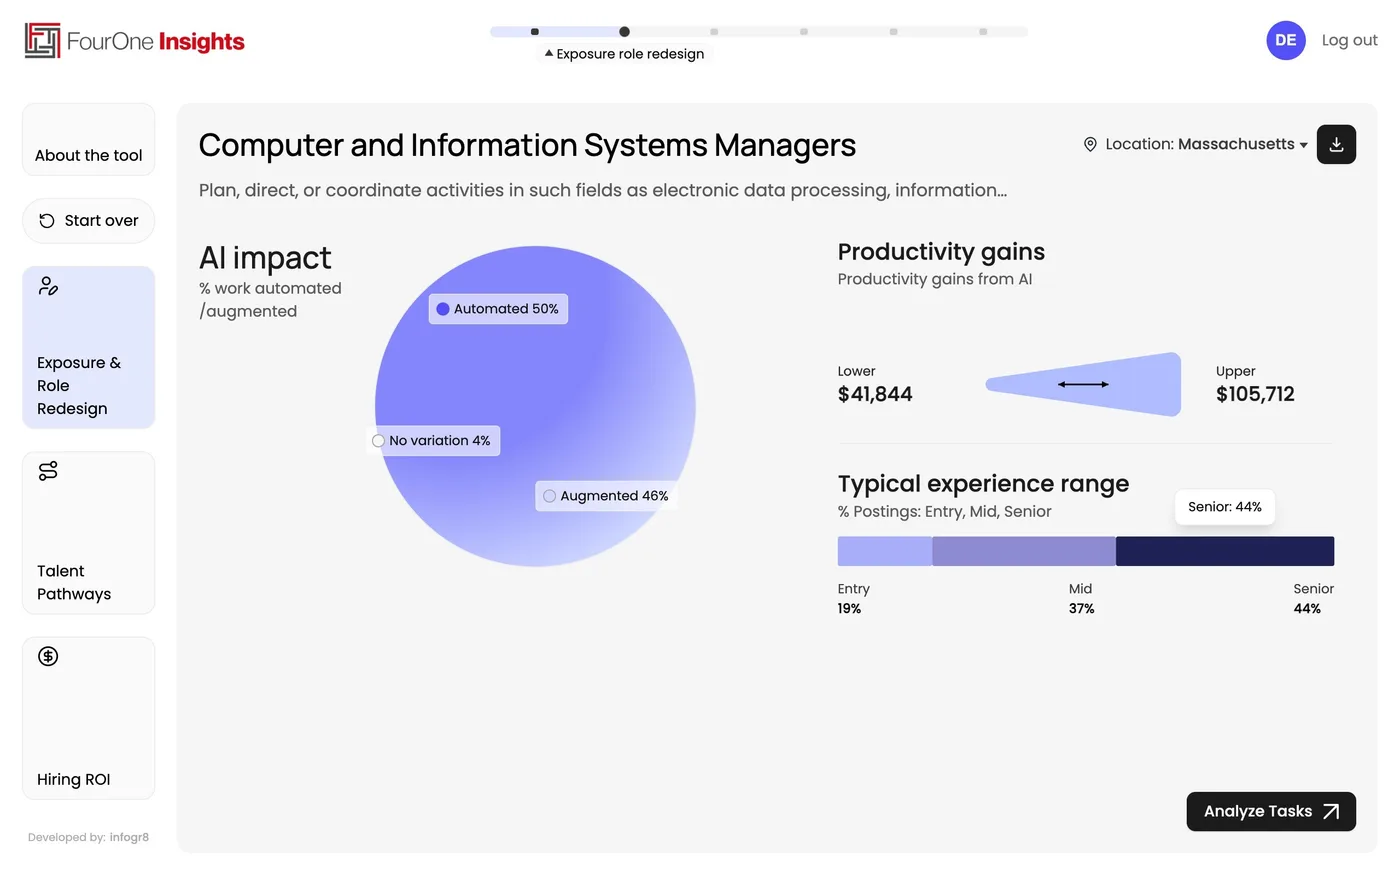 FourOne Insights
Exposure role redesign
DE
Log out
About the tool
Start over
Exposure &
Role
Redesign
Talent
Pathways
Hiring ROI
Developed by: infogr8
Computer and Information Systems Managers
Location: Massachusetts
Plan, direct, or coordinate activities in such fields as electronic data processing, information...
AI impact
% work automated
/augmented
Automated 50%
No variation 4%
Augmented 46%
Productivity gains
Productivity gains from AI
Lower
$41,844
Upper
$105,712
Typical experience range
% Postings: Entry, Mid, Senior
Senior: 44%
Entry
19%
Mid
37%
Senior
44%
Analyze Tasks